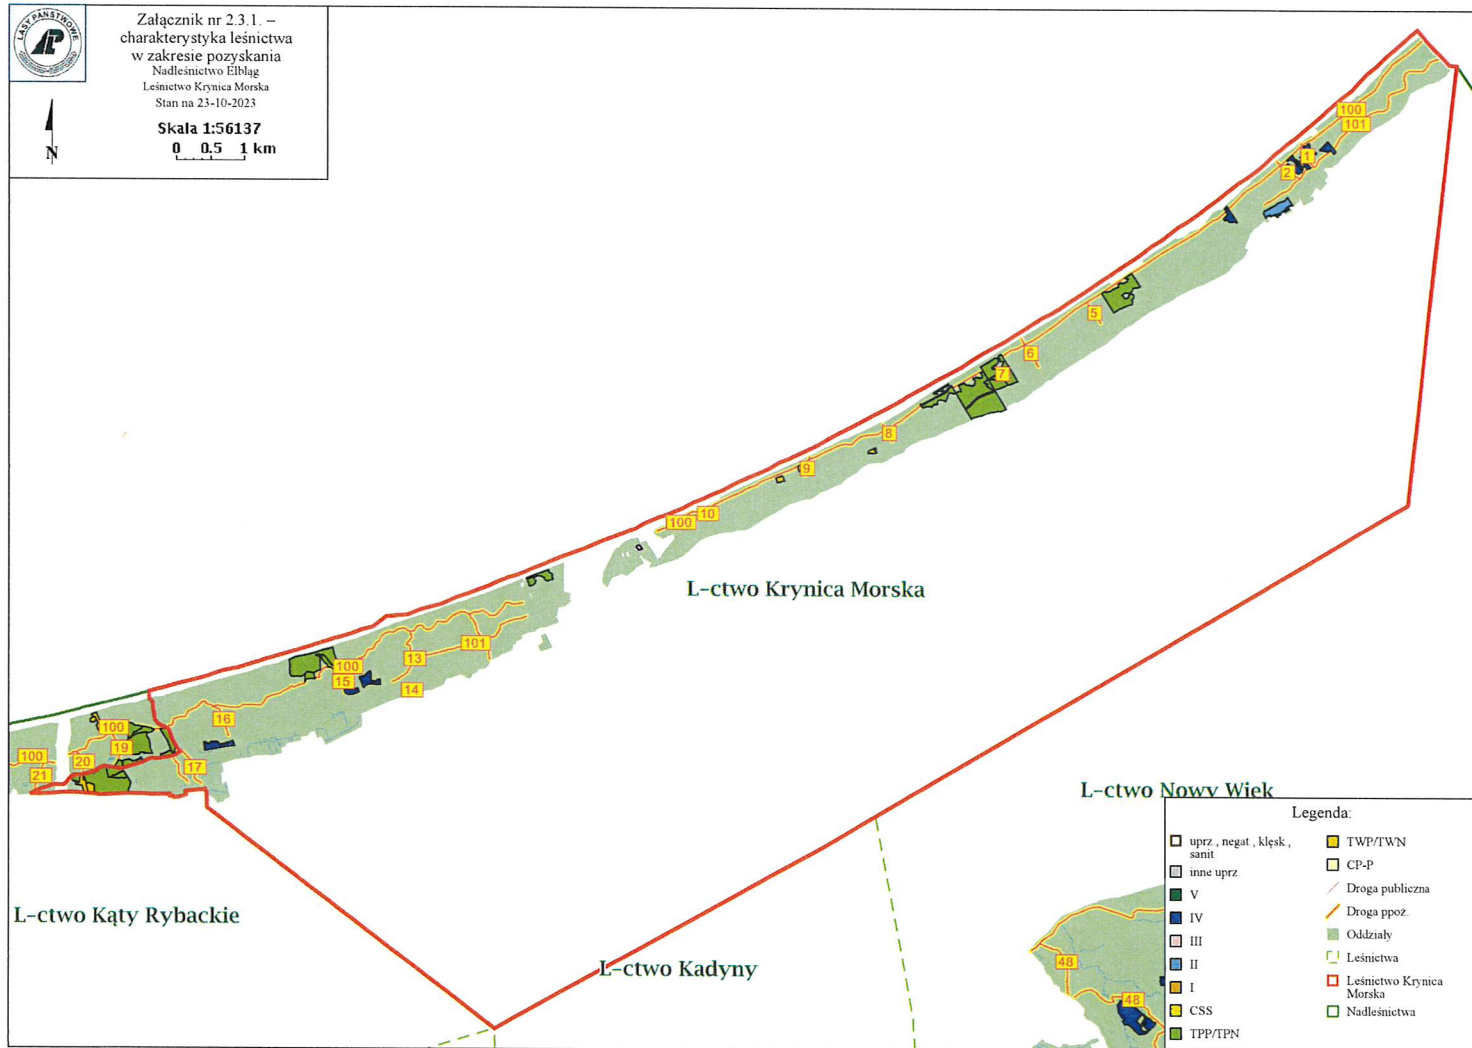 LASY PAŃSTWOWE
Załącznik nr 2.3.1. –
charakterystyka leśnictwa
w zakresie pozyskania
Nadleśnictwo Elbląg
Leśnictwo Krynica Morska
Stan na 23-10-2023
Skala 1:56137
0 0.5 1 km
N
100
101
1
2
5
6
7
8
9
10
100
L-ctwo Krynica Morska
101
13
100
15
14
16
100
19
100
20
17
21
L-ctwo Nowy Wiek
L-ctwo Kąty Rybackie
L-ctwo Kadyny
48
48
Legenda:
uprz., negat., klęsk.,
sanit
inne uprz
V
IV
III
II
I
CSS
TPP/TPN
TWP/TWN
CP-P
Droga publiczna
Droga ppoż.
Oddziały
Leśnictwa
Leśnictwo Krynica
Morska
Nadleśnictwa